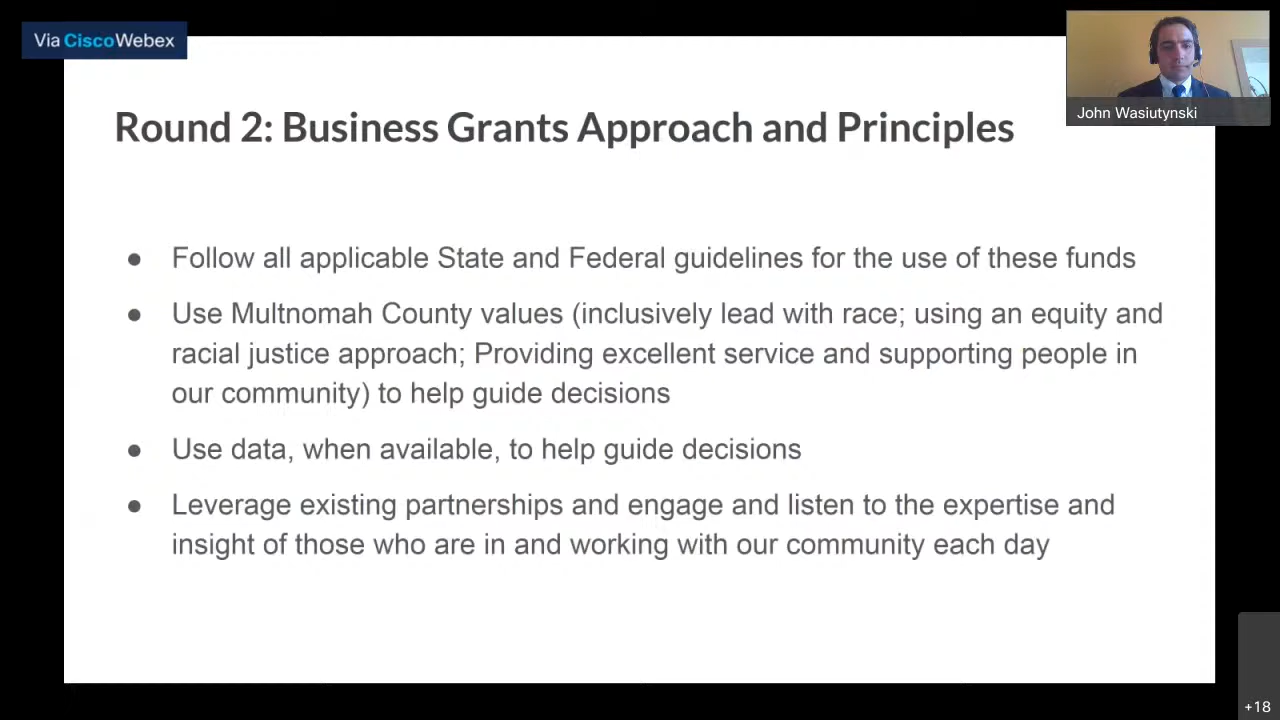 Via CiscoWebex
John Wasiutynski
Round 2: Business Grants Approach and Principles
● Follow all applicable State and Federal guidelines for the use of these funds
● Use Multnomah County values (inclusively lead with race; using an equity and
racial justice approach; Providing excellent service and supporting people in
our community) to help guide decisions
● Use data, when available, to help guide decisions
● Leverage existing partnerships and engage and listen to the expertise and
insight of those who are in and working with our community each day
+18